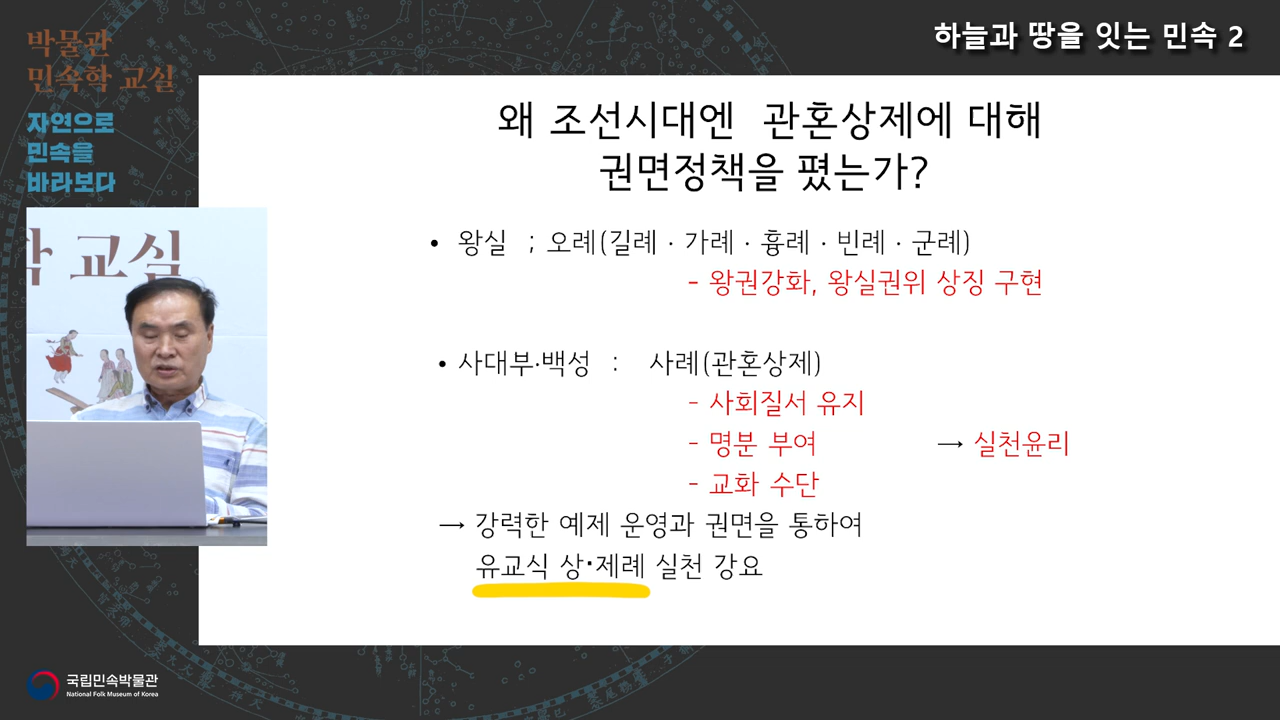 하늘과 땅을 잇는 민속 2
박물관
민속학 교실
자연으로
민속을
바라보다
학 교실
왜 조선시대엔 관혼상제에 대해
권면정책을 폈는가?
• 왕실 ; 오례(길례 · 가례 · 흉례 · 빈례 · 군례)
- 왕권강화, 왕실권위 상징 구현
• 사대부·백성 : 사례(관혼상제)
- 사회질서 유지
- 명분 부여 → 실천윤리
- 교화 수단
→ 강력한 예제 운영과 권면을 통하여
유교식 상·제례 실천 강요
국립민속박물관
National Folk Museum of Korea